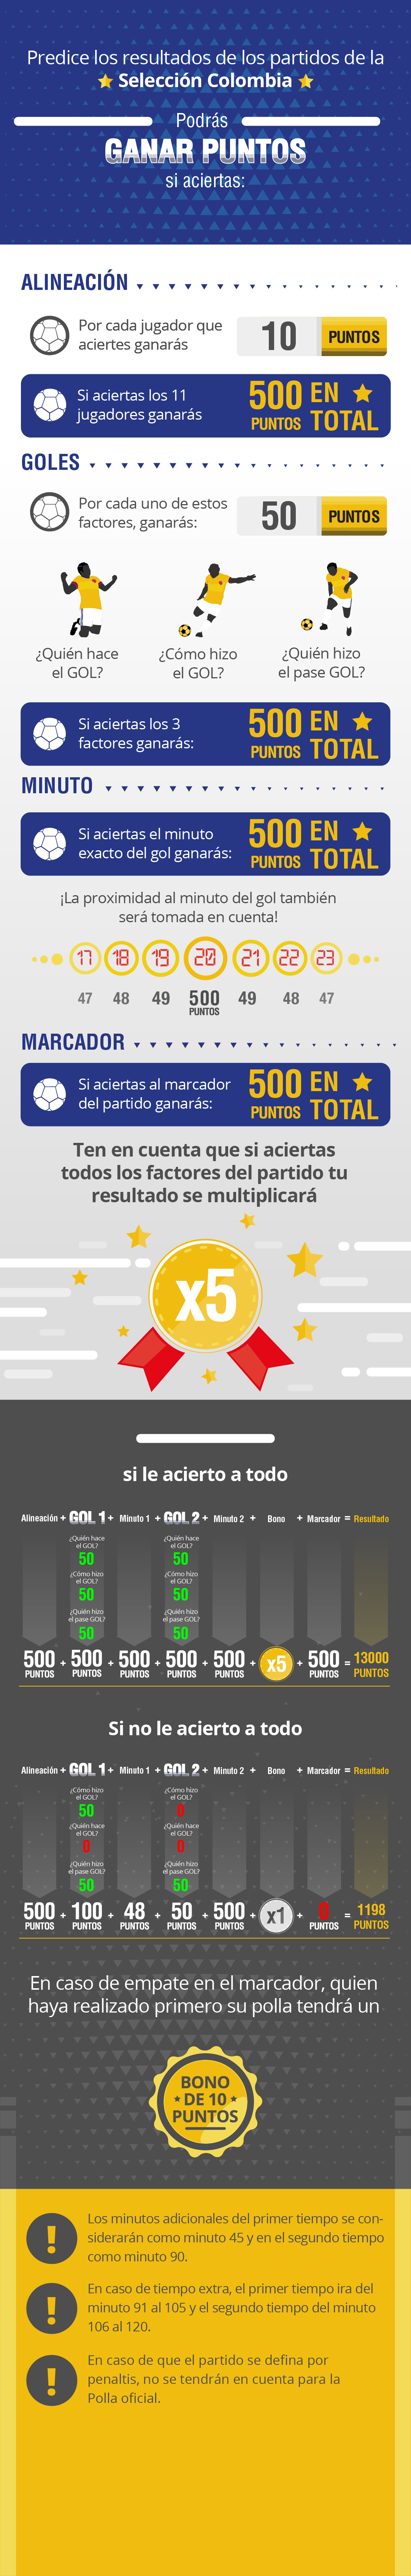 Predice los resultados de los partidos de la
Selección Colombia
Podrás
GANAR PUNTOS
si aciertas:
ALINEACIÓN
Por cada jugador que
aciertes ganarás
10 PUNTOS
Si aciertas los 11
jugadores ganarás
500 EN
PUNTOS TOTAL
GOLES
Por cada uno de estos
factores, ganarás:
50 PUNTOS
¿Quién hace
el GOL?
¿Cómo hizo
el GOL?
¿Quién hizo
el pase GOL?
Si aciertas los 3
factores ganarás:
500 EN
PUNTOS TOTAL
MINUTO
Si aciertas el minuto
exacto del gol ganarás:
500 EN
PUNTOS TOTAL
¡La proximidad al minuto del gol también
será tomada en cuenta!
17 18 19 20 21 22 23
47 48 49 500 49 48 47
PUNTOS
MARCADOR
Si aciertas al marcador
del partido ganarás:
500 EN
PUNTOS TOTAL
Ten en cuenta que si aciertas
todos los factores del partido tu
resultado se multiplicará
x5
si le acierto a todo
Alineación + GOL 1 + Minuto 1 + GOL 2 + Minuto 2 + Bono + Marcador = Resultado
¿Quién hace
el GOL?
50
¿Cómo hizo
el GOL?
50
¿Quién hizo
el pase GOL?
50
¿Quién hace
el GOL?
50
¿Cómo hizo
el GOL?
50
¿Quién hizo
el pase GOL?
50
500 + 500 + 500 + 500 + 500 + x5 + 500 = 13000
PUNTOS PUNTOS PUNTOS PUNTOS PUNTOS PUNTOS PUNTOS
Si no le acierto a todo
Alineación + GOL 1 + Minuto 1 + GOL 2 + Minuto 2 + Bono + Marcador = Resultado
¿Cómo hizo
el GOL?
50
¿Quién hace
el GOL?
0
¿Quién hizo
el pase GOL?
50
¿Cómo hizo
el GOL?
0
¿Quién hace
el GOL?
0
¿Quién hizo
el pase GOL?
50
500 + 100 + 48 + 50 + 500 + x1 + 0 = 1198
PUNTOS PUNTOS PUNTOS PUNTOS PUNTOS PUNTOS PUNTOS
En caso de empate en el marcador, quien
haya realizado primero su polla tendrá un
BONO
DE 10
PUNTOS
Los minutos adicionales del primer tiempo se con-
siderarán como minuto 45 y en el segundo tiempo
como minuto 90.
En caso de tiempo extra, el primer tiempo ira del
minuto 91 al 105 y el segundo tiempo del minuto
106 al 120.
En caso de que el partido se defina por
penaltis, no se tendrán en cuenta para la
Polla oficial.